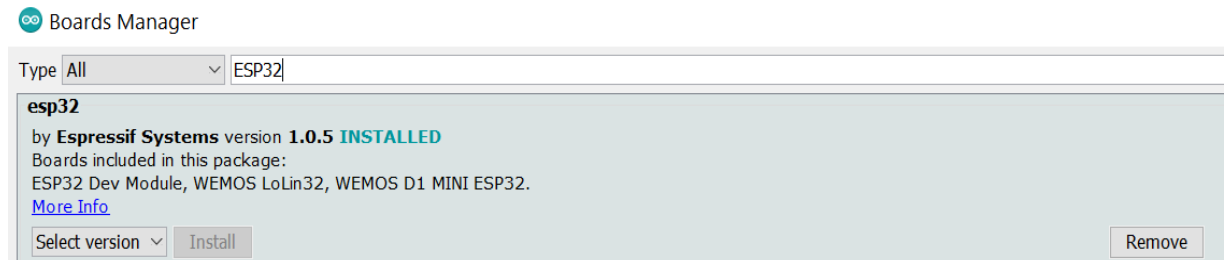 Boards Manager
Type All ESP32
esp32
by Espressif Systems version 1.0.5 INSTALLED
Boards included in this package:
ESP32 Dev Module, WEMOS LoLin32, WEMOS D1 MINI ESP32.
More Info
Select version Install Remove